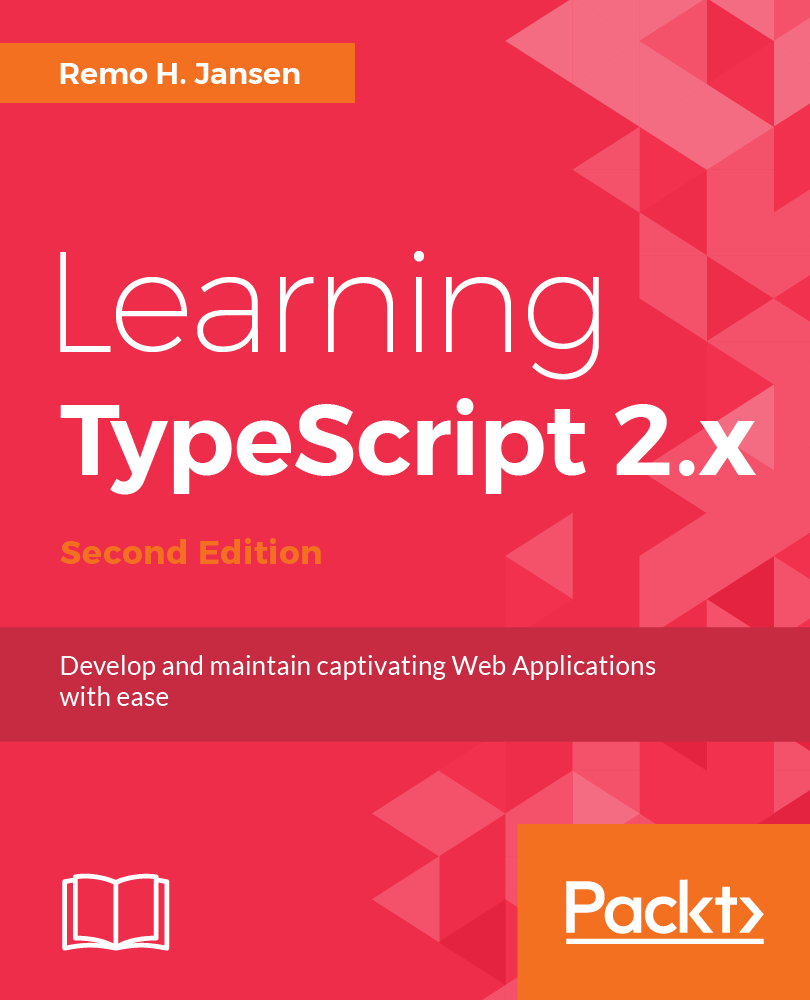 Remo H. Jansen
Learning
TypeScript 2.x
Second Edition
Develop and maintain captivating Web Applications
with ease
Packt>